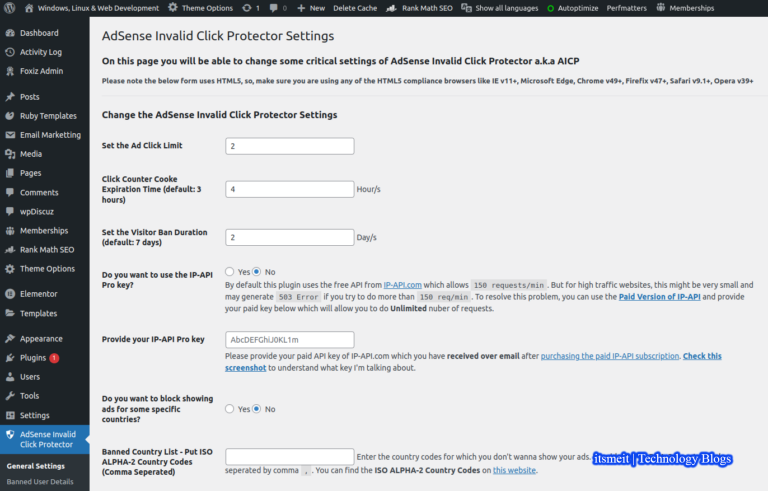 Windows, Linux & Web Development Theme Options 1 0 New Delete Cache Rank Math SEO Show all languages Autoptimize Perfmatters Memberships
Dashboard
Activity Log
Foxiz Admin
Posts
Ruby Templates
Email Marketing
Media
Pages
Comments
wpDiscuz
Memberships
Rank Math SEO
Theme Options
Elementor
Templates
Appearance
Plugins 1
Users
Tools
Settings
AdSense Invalid
Click Protector
General Settings
Banned User Details
AdSense Invalid Click Protector Settings
On this page you will be able to change some critical settings of AdSense Invalid Click Protector a.k.a AICP
Please note the below form uses HTML5, so, make sure you are using any of the HTML5 compliance browsers like IE v11+, Microsoft Edge, Chrome v49+, Firefix v47+, Safari v9.1+, Opera v39+
Change the AdSense Invalid Click Protector Settings
Set the Ad Click Limit
2
Click Counter Cooke
Expiration Time (default: 3
hours)
4 Hour/s
Set the Visitor Ban Duration
(default: 7 days)
2 Day/s
Do you want to use the IP-API
Pro key?
Yes No
By default this plugin uses the free API from IP-API.com which allows 150 requests/min. But for high traffic websites, this might be very small and
may generate 503 Error if you try to do more than 150 req/min. To resolve this problem, you can use the Paid Version of IP-API and provide
your paid key below which will allow you to do Unlimited nuber of requests.
Provide your IP-API Pro key
AbcDEFGhiJ0KL1m
Please provide your paid API key of IP-API.com which you have received over email after purchasing the paid IP-API subscription. Check this
screenshot to understand what key I'm talking about.
Do you want to block showing
ads for some specific
countries?
Yes No
Banned Country List - Put ISO
ALPHA-2 Country Codes
(Comma Seperated)
Enter the country codes for which you don't wanna show your ads.
seperated by comma , . You can find the ISO ALPHA-2 Country Codes on this website.
itsmeit | Technology Blogs